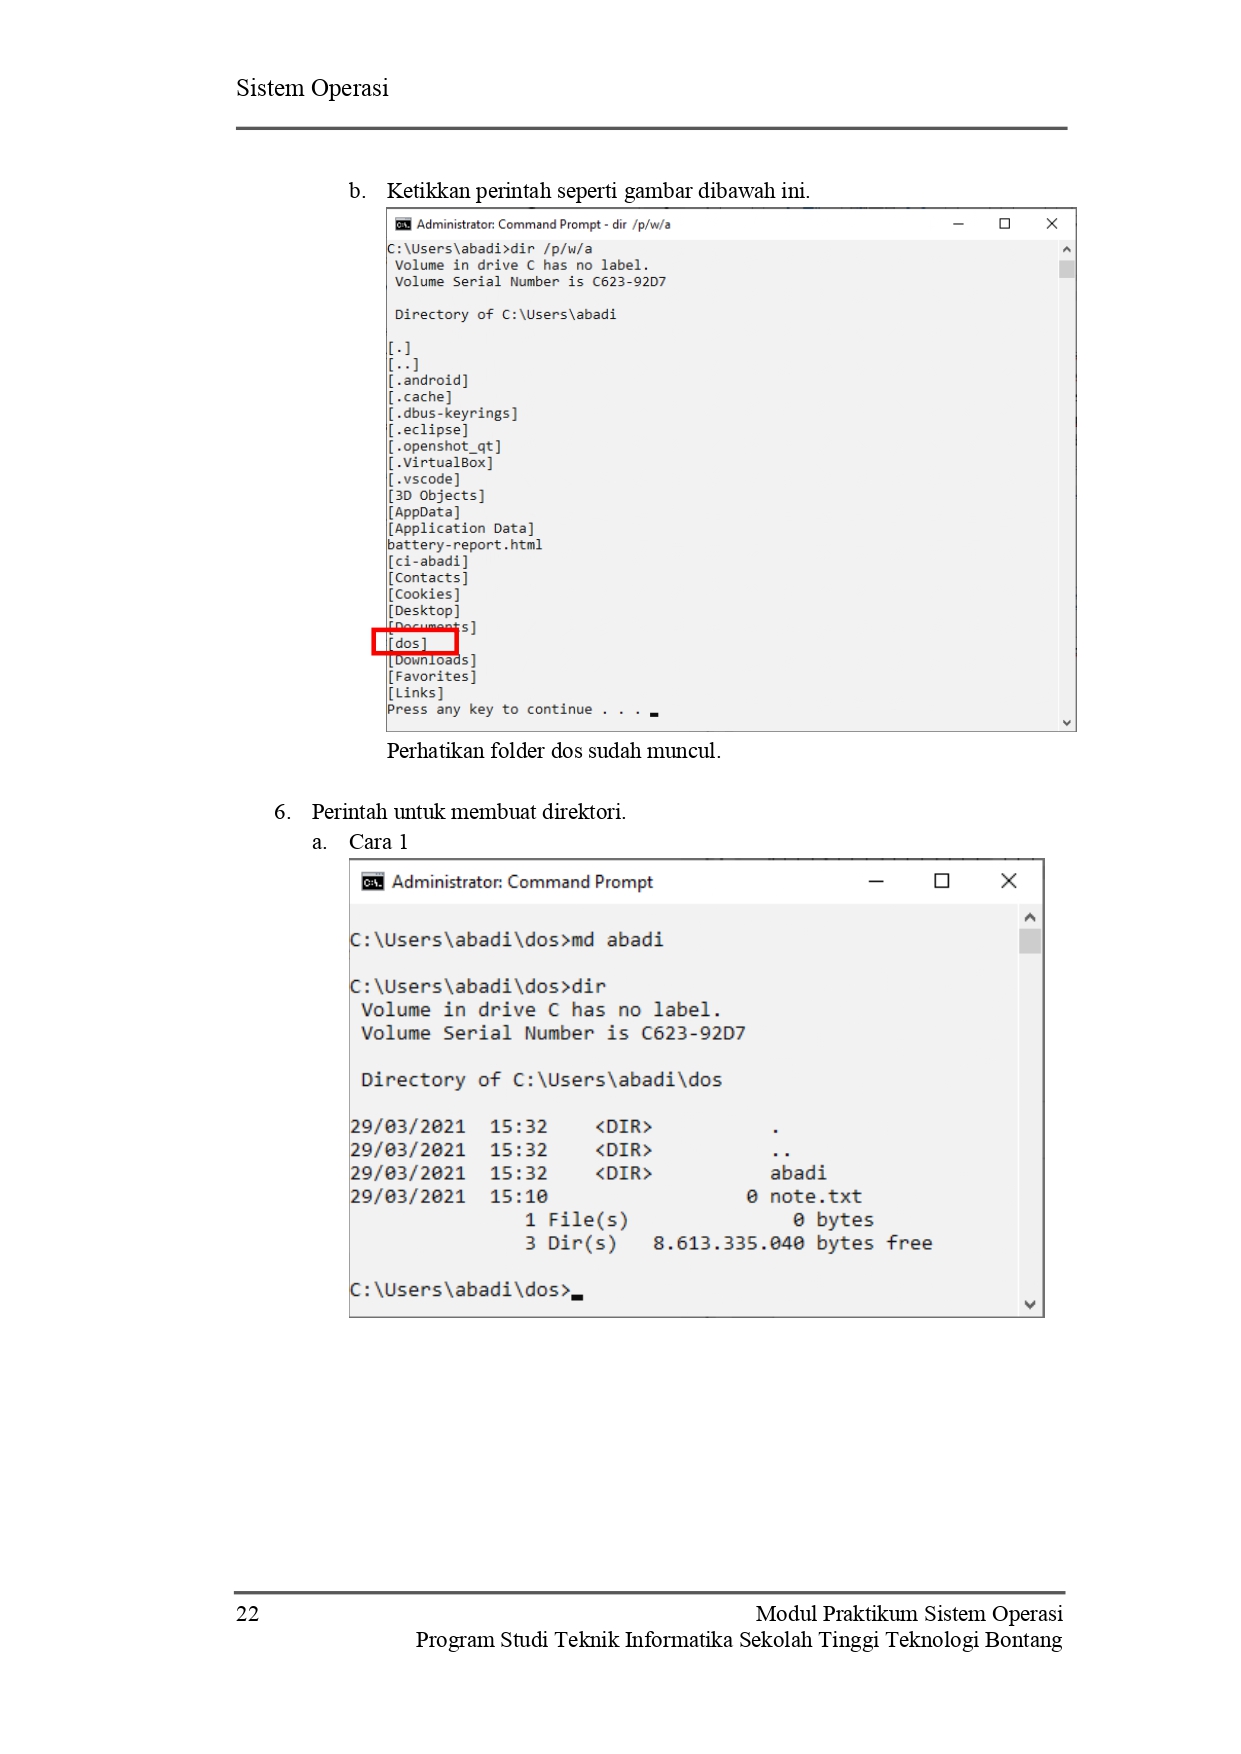 Sistem Operasi
b. Ketikkan perintah seperti gambar dibawah ini.
Administrator: Command Prompt - dir /p/w/a
C:\Users\abadi>dir /p/w/a
Volume in drive C has no label.
Volume Serial Number is C623-92D7
Directory of C:\Users\abadi
[.]
[..]
[.android]
[.cache]
[.dbus-keyrings]
[.eclipse]
[.openshot_qt]
[.VirtualBox]
[.vscode]
[3D Objects]
[AppData]
[Application Data]
battery-report.html
[ci-abadi]
[Contacts]
[Cookies]
[Desktop]
[Documents]
[dos]
[Downloads]
[Favorites]
[Links]
Press any key to continue . . .
Perhatikan folder dos sudah muncul.
6. Perintah untuk membuat direktori.
a. Cara 1
Administrator: Command Prompt
C:\Users\abadi\dos>md abadi
C:\Users\abadi\dos>dir
Volume in drive C has no label.
Volume Serial Number is C623-92D7
Directory of C:\Users\abadi\dos
29/03/2021 15:32 <DIR> .
29/03/2021 15:32 <DIR> ..
29/03/2021 15:32 <DIR> abadi
29/03/2021 15:10 0 note.txt
1 File(s) 0 bytes
3 Dir(s) 8.613.335.040 bytes free
C:\Users\abadi\dos>
22 Modul Praktikum Sistem Operasi
Program Studi Teknik Informatika Sekolah Tinggi Teknologi Bontang